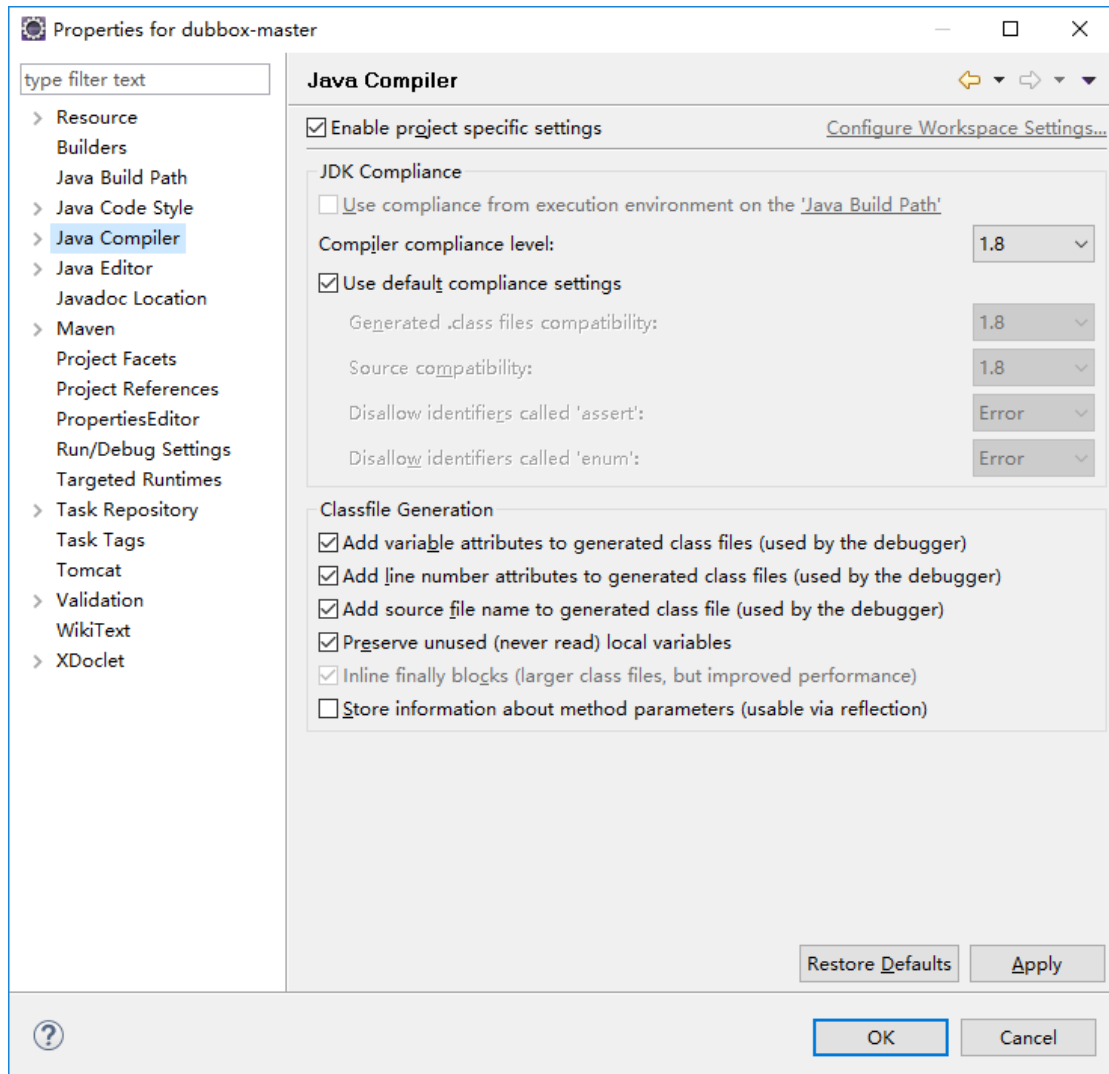 Properties for dubbox-master
type filter text
Resource
Builders
Java Build Path
Java Code Style
Java Compiler
Java Editor
Javadoc Location
Maven
Project Facets
Project References
PropertiesEditor
Run/Debug Settings
Targeted Runtimes
Task Repository
Task Tags
Tomcat
Validation
WikiText
XDoclet
Java Compiler
Enable project specific settings Configure Workspace Settings...
JDK Compliance
Use compliance from execution environment on the 'Java Build Path'
Compiler compliance level: 1.8
Use default compliance settings
Generated .class files compatibility: 1.8
Source compatibility: 1.8
Disallow identifiers called 'assert': Error
Disallow identifiers called 'enum': Error
Classfile Generation
Add variable attributes to generated class files (used by the debugger)
Add line number attributes to generated class files (used by the debugger)
Add source file name to generated class file (used by the debugger)
Preserve unused (never read) local variables
Inline finally blocks (larger class files, but improved performance)
Store information about method parameters (usable via reflection)
Restore Defaults Apply
? OK Cancel